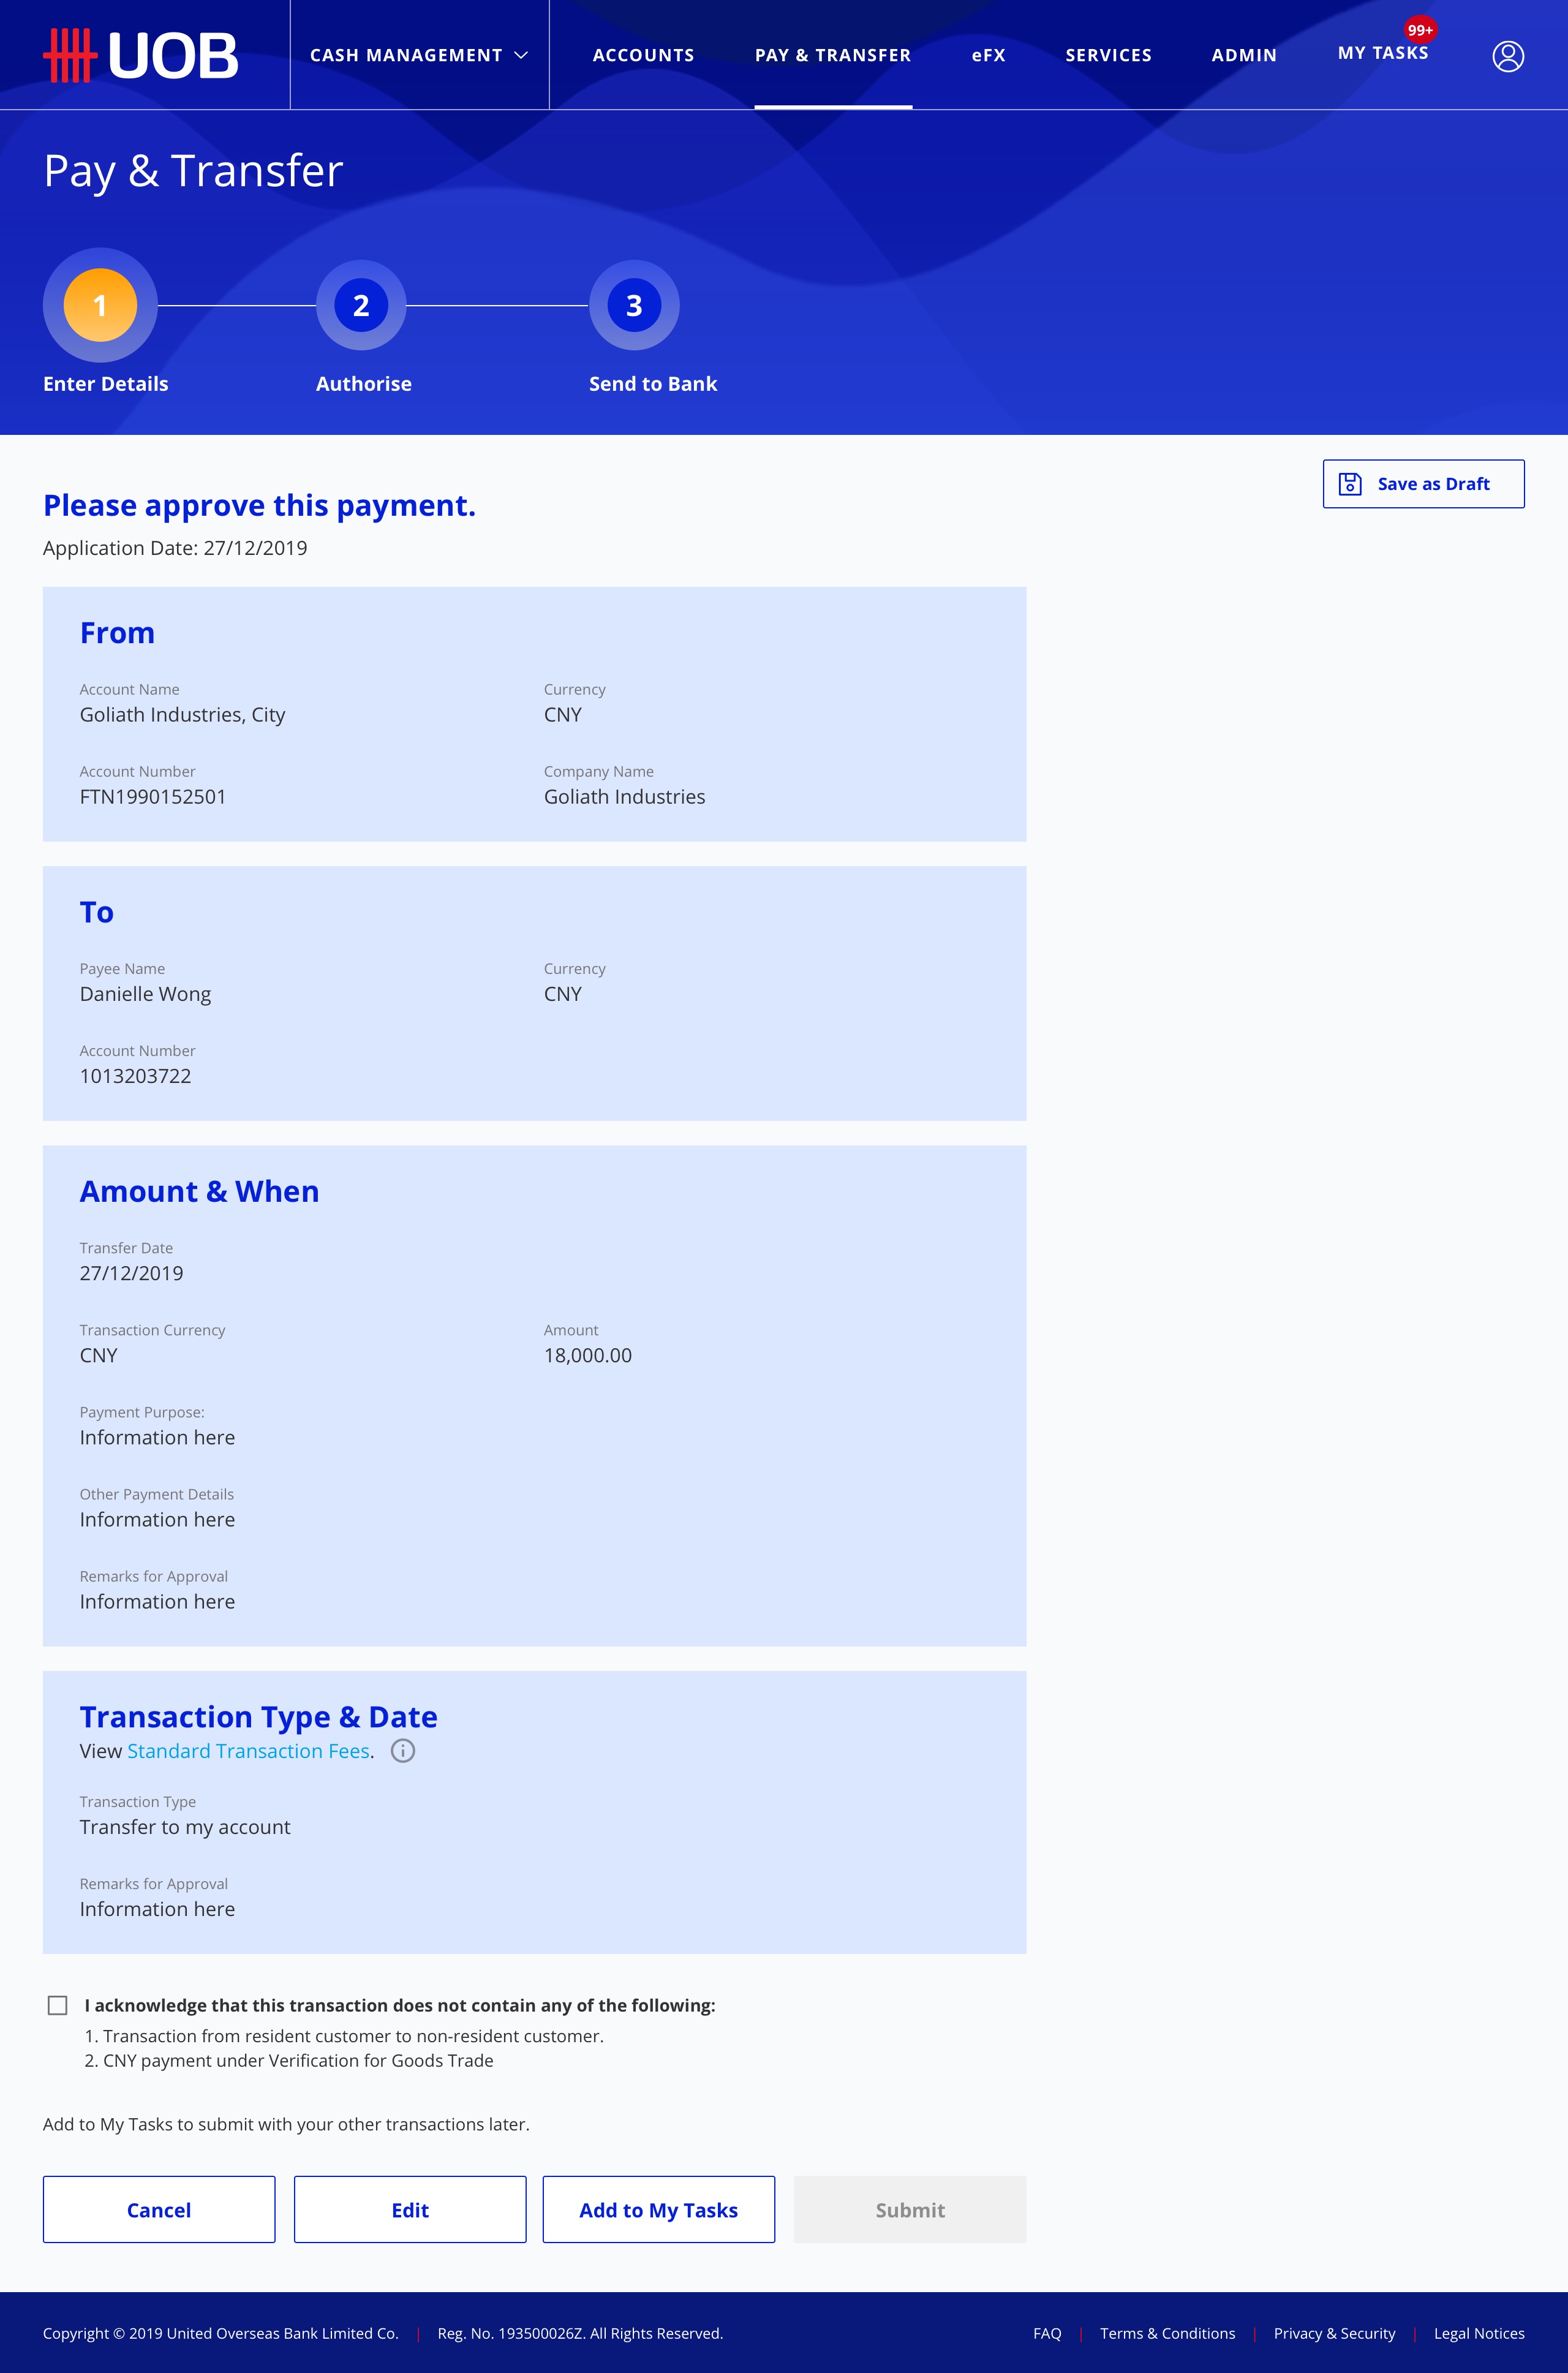 UOB
CASH MANAGEMENT
ACCOUNTS
PAY & TRANSFER
eFX
SERVICES
ADMIN
MY TASKS
99+
Pay & Transfer
1
2
3
Enter Details
Authorise
Send to Bank
Save as Draft
Please approve this payment.
Application Date: 27/12/2019
From
Account Name
Goliath Industries, City
Currency
CNY
Account Number
FTN1990152501
Company Name
Goliath Industries
To
Payee Name
Danielle Wong
Currency
CNY
Account Number
1013203722
Amount & When
Transfer Date
27/12/2019
Transaction Currency
CNY
Amount
18,000.00
Payment Purpose:
Information here
Other Payment Details
Information here
Remarks for Approval
Information here
Transaction Type & Date
View Standard Transaction Fees.
Transaction Type
Transfer to my account
Remarks for Approval
Information here
I acknowledge that this transaction does not contain any of the following:
1. Transaction from resident customer to non-resident customer.
2. CNY payment under Verification for Goods Trade
Add to My Tasks to submit with your other transactions later.
Cancel
Edit
Add to My Tasks
Submit
Copyright © 2019 United Overseas Bank Limited Co. | Reg. No. 193500026Z. All Rights Reserved.
FAQ | Terms & Conditions | Privacy & Security | Legal Notices